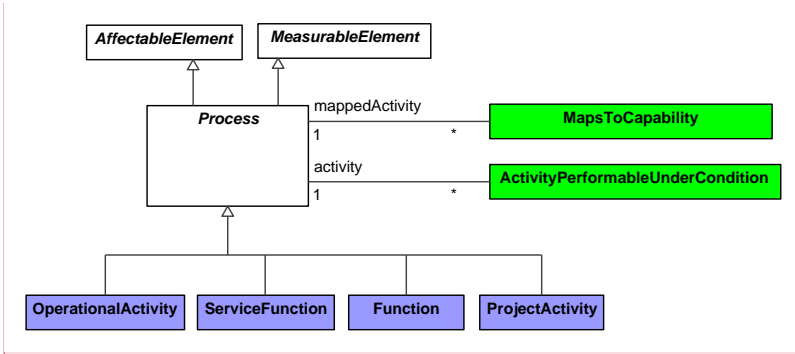 AffectableElement
MeasurableElement
Process
mappedActivity
1
*
MapsToCapability
activity
1
*
ActivityPerformableUnderCondition
OperationalActivity
ServiceFunction
Function
ProjectActivity